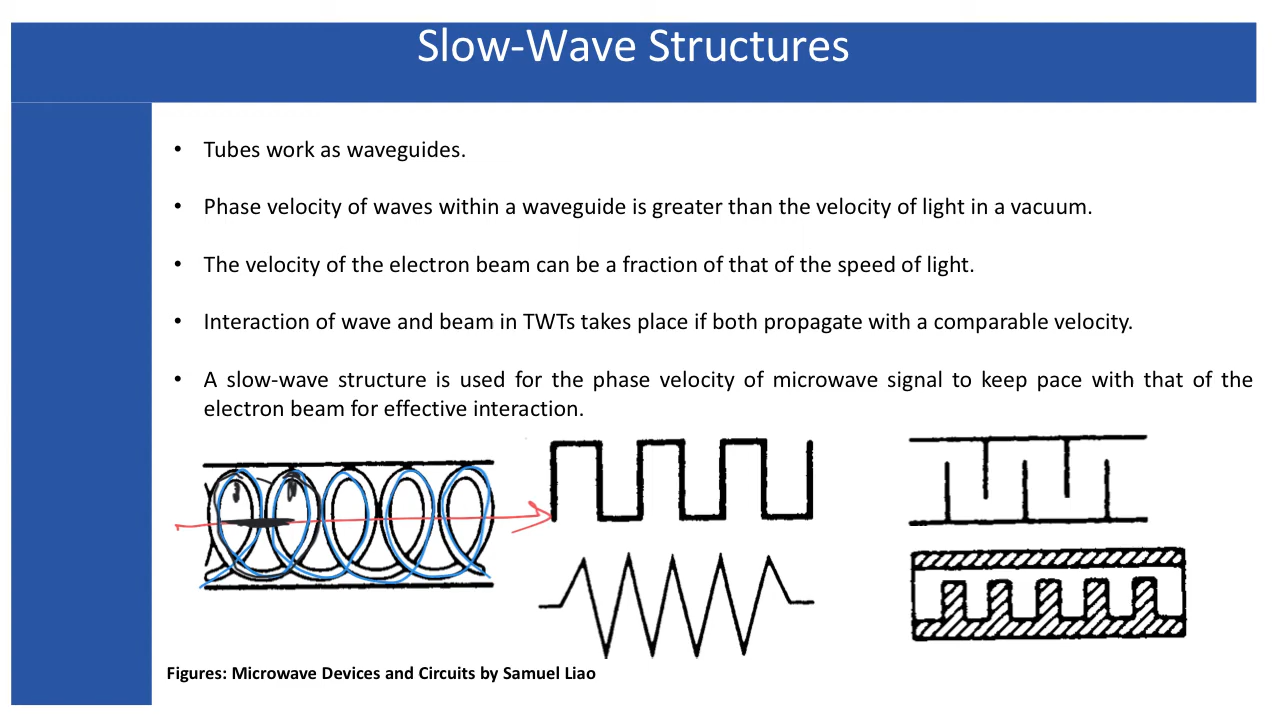 Slow-Wave Structures
• Tubes work as waveguides.
• Phase velocity of waves within a waveguide is greater than the velocity of light in a vacuum.
• The velocity of the electron beam can be a fraction of that of the speed of light.
• Interaction of wave and beam in TWTs takes place if both propagate with a comparable velocity.
• A slow-wave structure is used for the phase velocity of microwave signal to keep pace with that of the
electron beam for effective interaction.
Figures: Microwave Devices and Circuits by Samuel Liao